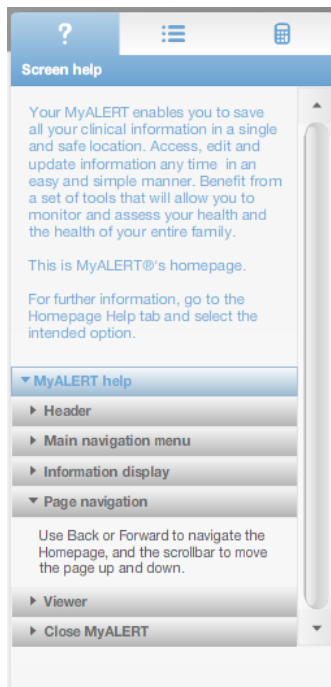 ?
Screen help
Your MyALERT enables you to save
all your clinical information in a single
and safe location. Access, edit and
update information any time in an
easy and simple manner. Benefit from
a set of tools that will allow you to
monitor and assess your health and
the health of your entire family.
This is MyALERT®'s homepage.
For further information, go to the
Homepage Help tab and select the
intended option.
MyALERT help
Header
Main navigation menu
Information display
Page navigation
Use Back or Forward to navigate the
Homepage, and the scrollbar to move
the page up and down.
Viewer
Close MyALERT